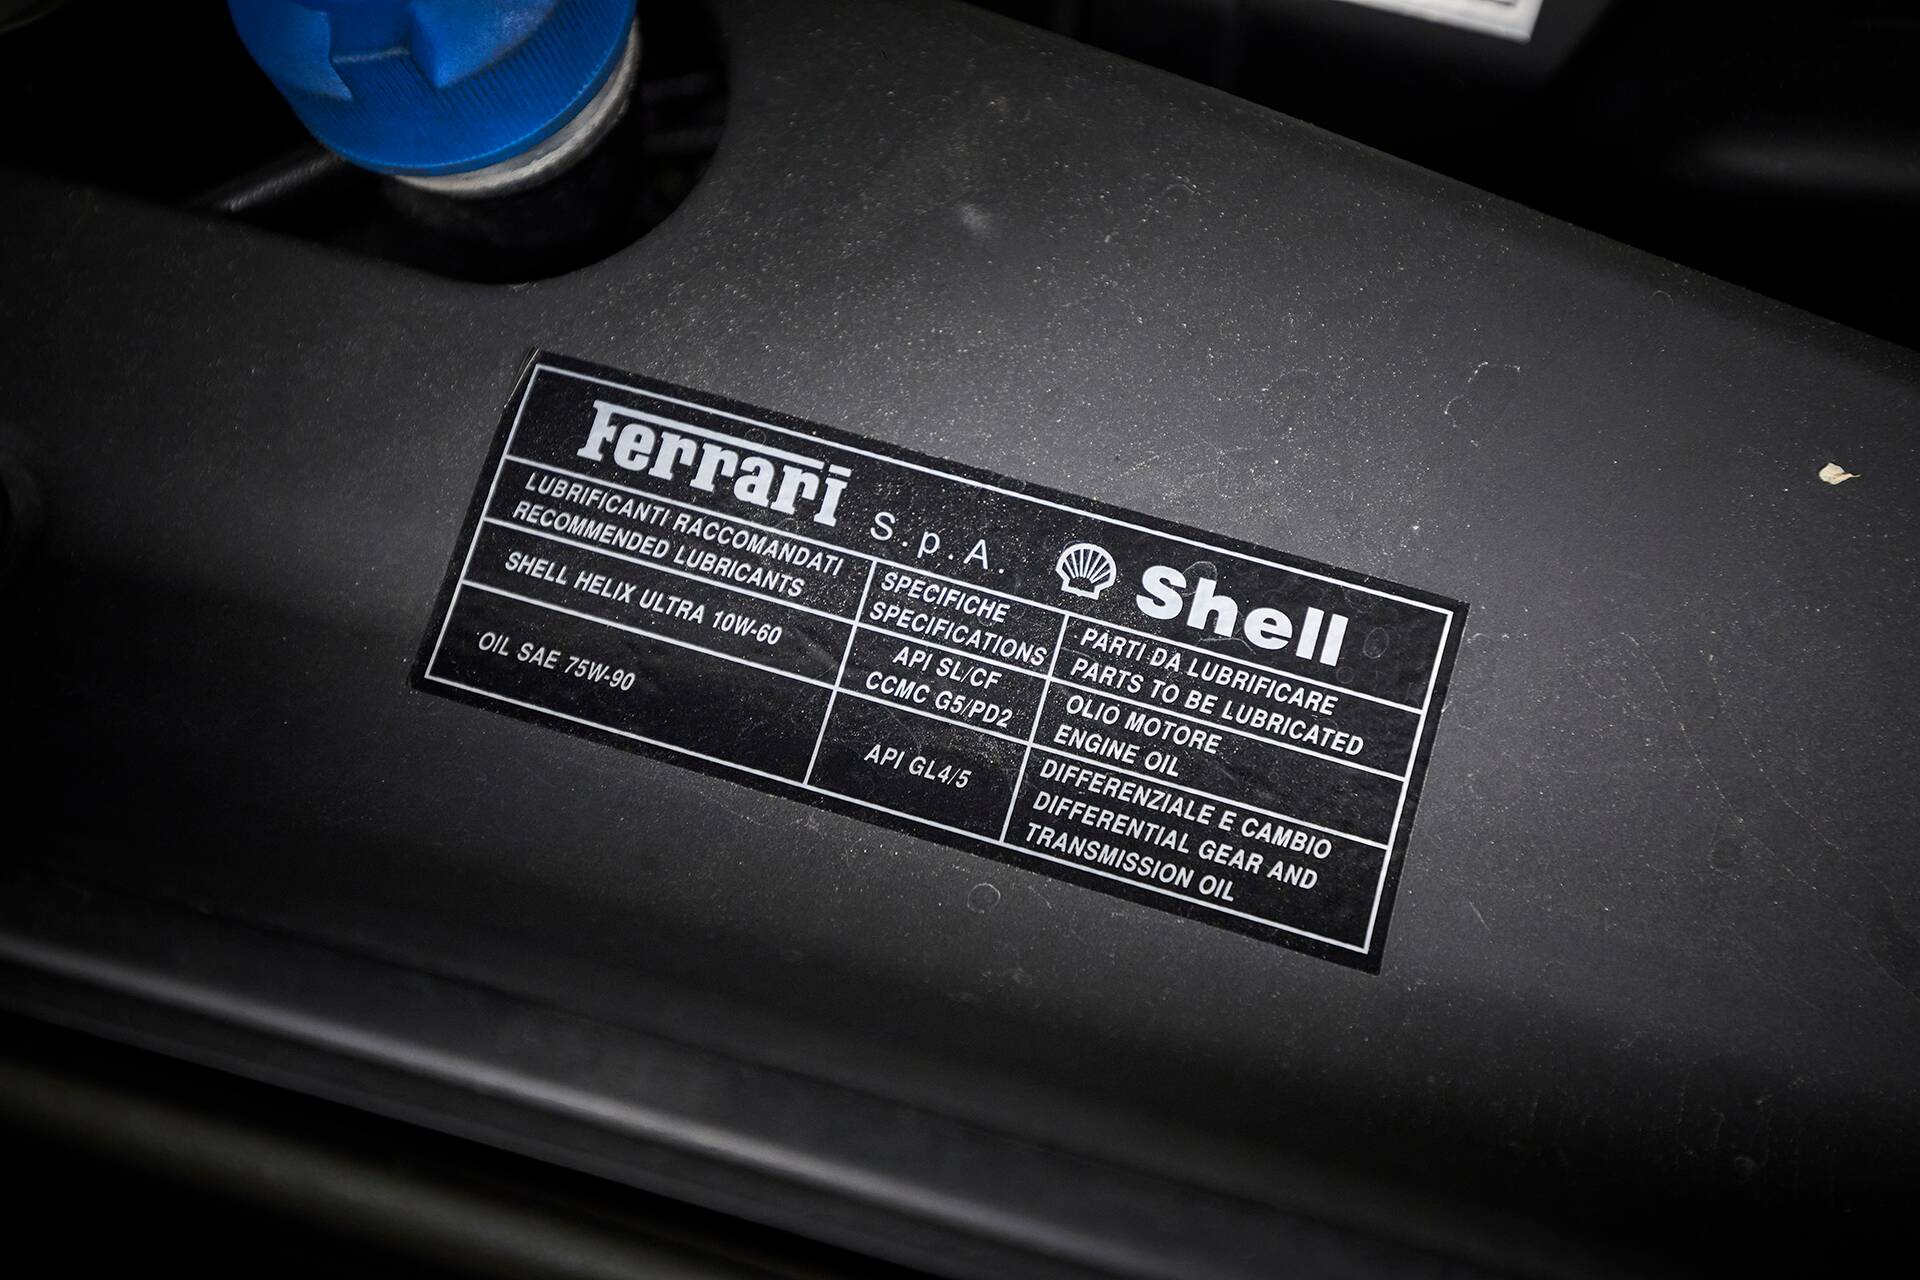 Ferrari S.p.A. Shell
LUBRIFICANTI RACCOMANDATI
RECOMMENDED LUBRICANTS
SPECIFICHE
SPECIFICATIONS
PARTI DA LUBRIFICARE
PARTS TO BE LUBRICATED
SHELL HELIX ULTRA 10W-60
API SL/CF
CCMC G5/PD2
OLIO MOTORE
ENGINE OIL
OIL SAE 75W-90
API GL4/5
DIFFERENZIALE E CAMBIO
DIFFERENTIAL GEAR AND
TRANSMISSION OIL